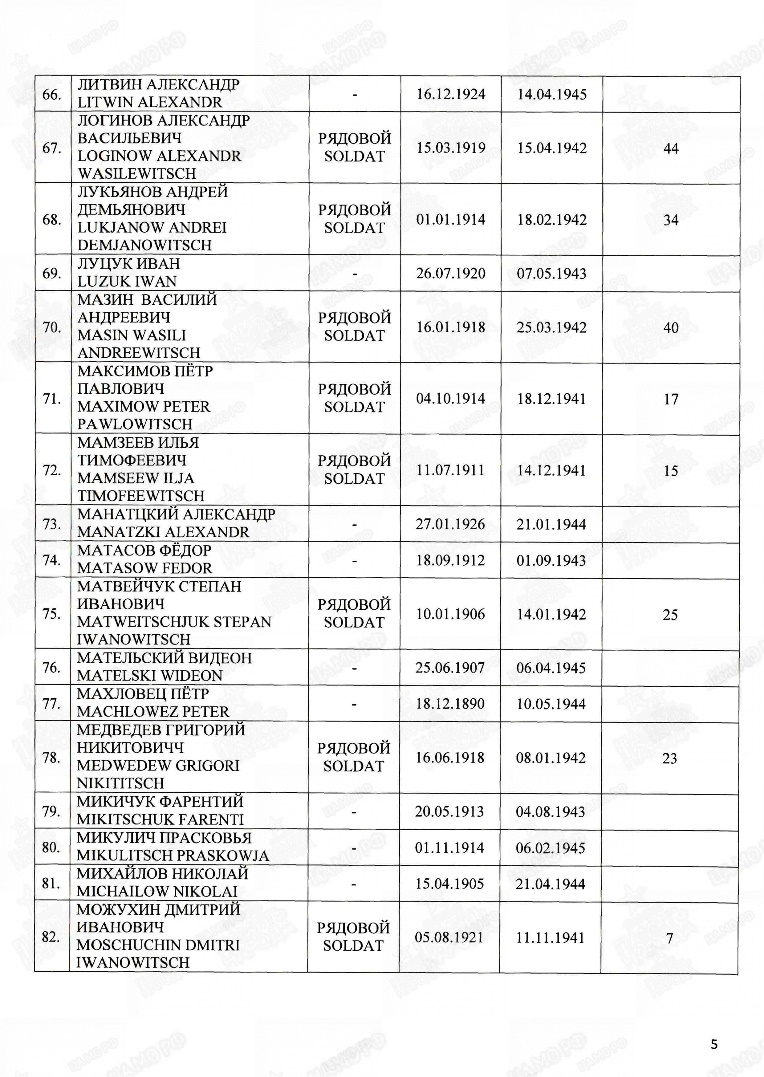 66. ЛИТВИН АЛЕКСАНДР - 16.12.1924 14.04.1945
LITWIN ALEXANDR
67. ЛОГИНОВ АЛЕКСАНДР
ВАСИЛЬЕВИЧ РЯДОВОЙ 15.03.1919 15.04.1942 44
LOGINOW ALEXANDR SOLDAT
WASILEWITSCH
68. ЛУКЬЯНОВ АНДРЕЙ
ДЕМЬЯНОВИЧ РЯДОВОЙ 01.01.1914 18.02.1942 34
LUKJANOW ANDREI SOLDAT
DEMJANOWITSCH
69. ЛУЦУК ИВАН - 26.07.1920 07.05.1943
LUZUK IWAN
70. МАЗИН ВАСИЛИЙ
АНДРЕЕВИЧ РЯДОВОЙ 16.01.1918 25.03.1942 40
MASIN WASILI SOLDAT
ANDREEWITSCH
71. МАКСИМОВ ПЁТР
ПАВЛОВИЧ РЯДОВОЙ 04.10.1914 18.12.1941 17
MAXIMOW PETER SOLDAT
PAWLOWITSCH
72. МАМЗЕЕВ ИЛЬЯ
ТИМОФЕЕВИЧ РЯДОВОЙ 11.07.1911 14.12.1941 15
MAMSEEW ILJA SOLDAT
TIMOFEEWITSCH
73. МАНАТЦКИЙ АЛЕКСАНДР - 27.01.1926 21.01.1944
MANATZKI ALEXANDR
74. МАТАСОВ ФЁДОР - 18.09.1912 01.09.1943
MATASOW FEDOR
75. МАТВЕЙЧУК СТЕПАН
ИВАНОВИЧ РЯДОВОЙ 10.01.1906 14.01.1942 25
MATWEITSCHJUK STEPAN SOLDAT
IWANOWITSCH
76. МАТЕЛЬСКИЙ ВИДЕОН - 25.06.1907 06.04.1945
MATELSKI WIDEON
77. МАХЛОВЕЦ ПЁТР - 18.12.1890 10.05.1944
MACHLOWEZ PETER
78. МЕДВЕДЕВ ГРИГОРИЙ
НИКИТОВИЧЧ РЯДОВОЙ 16.06.1918 08.01.1942 23
MEDWEDEW GRIGORI SOLDAT
NIKITITSCH
79. МИКИЧУК ФАРЕНТИЙ - 20.05.1913 04.08.1943
MIKITSCHUK FARENTI
80. МИКУЛИЧ ПРАСКОВЬЯ - 01.11.1914 06.02.1945
MIKULITSCH PRASKOWJA
81. МИХАЙЛОВ НИКОЛАЙ - 15.04.1905 21.04.1944
MICHAILOW NIKOLAI
82. МОЖУХИН ДМИТРИЙ
ИВАНОВИЧ РЯДОВОЙ 05.08.1921 11.11.1941 7
MOSCHUCHIN DMITRI SOLDAT
IWANOWITSCH
5